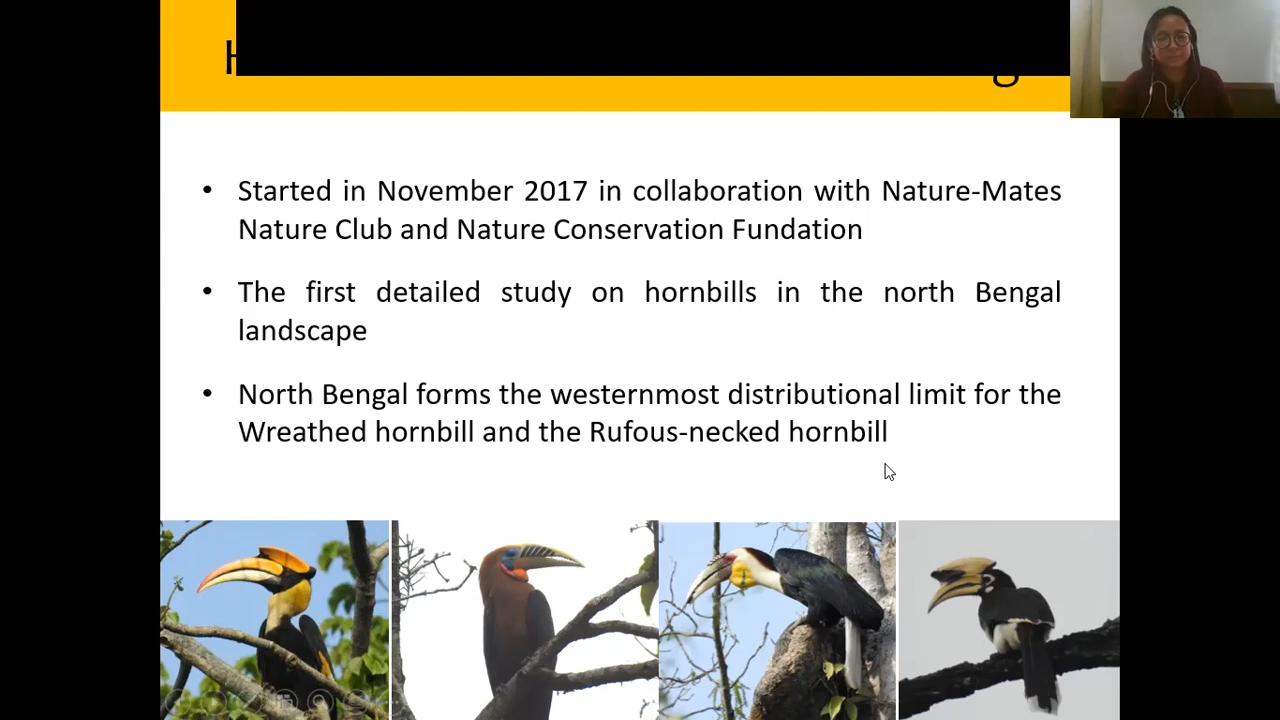 • Started in November 2017 in collaboration with Nature-Mates
Nature Club and Nature Conservation Fundation
• The first detailed study on hornbills in the north Bengal
landscape
• North Bengal forms the westernmost distributional limit for the
Wreathed hornbill and the Rufous-necked hornbill